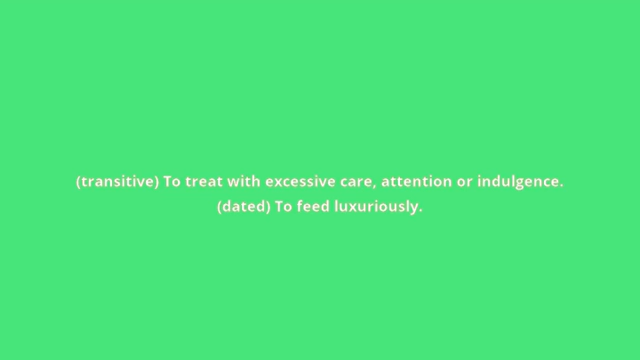 (transitive) To treat with excessive care, attention or indulgence.
(dated) To feed luxuriously.